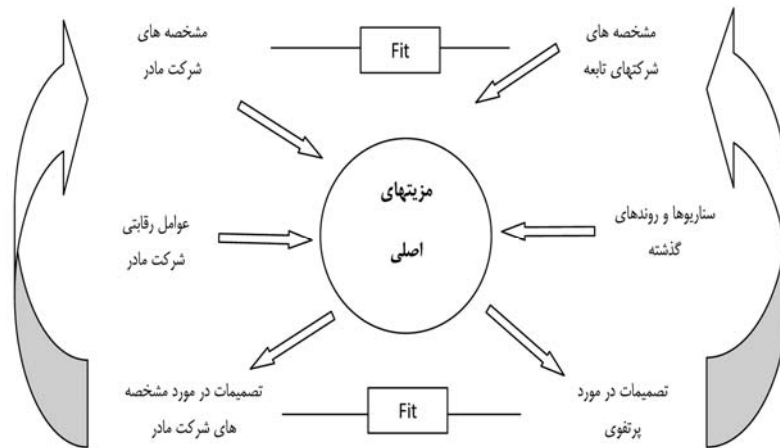 مشخصه های
شرکتهای تابعه
Fit
مشخصه های
شرکت مادر
مزیتهای
اصلی
سناریوها و روندهای
گذشته
عوامل رقابتی
شرکت مادر
تصمیمات در مورد
پرتفوی
Fit
تصمیمات در مورد مشخصه
های شرکت مادر